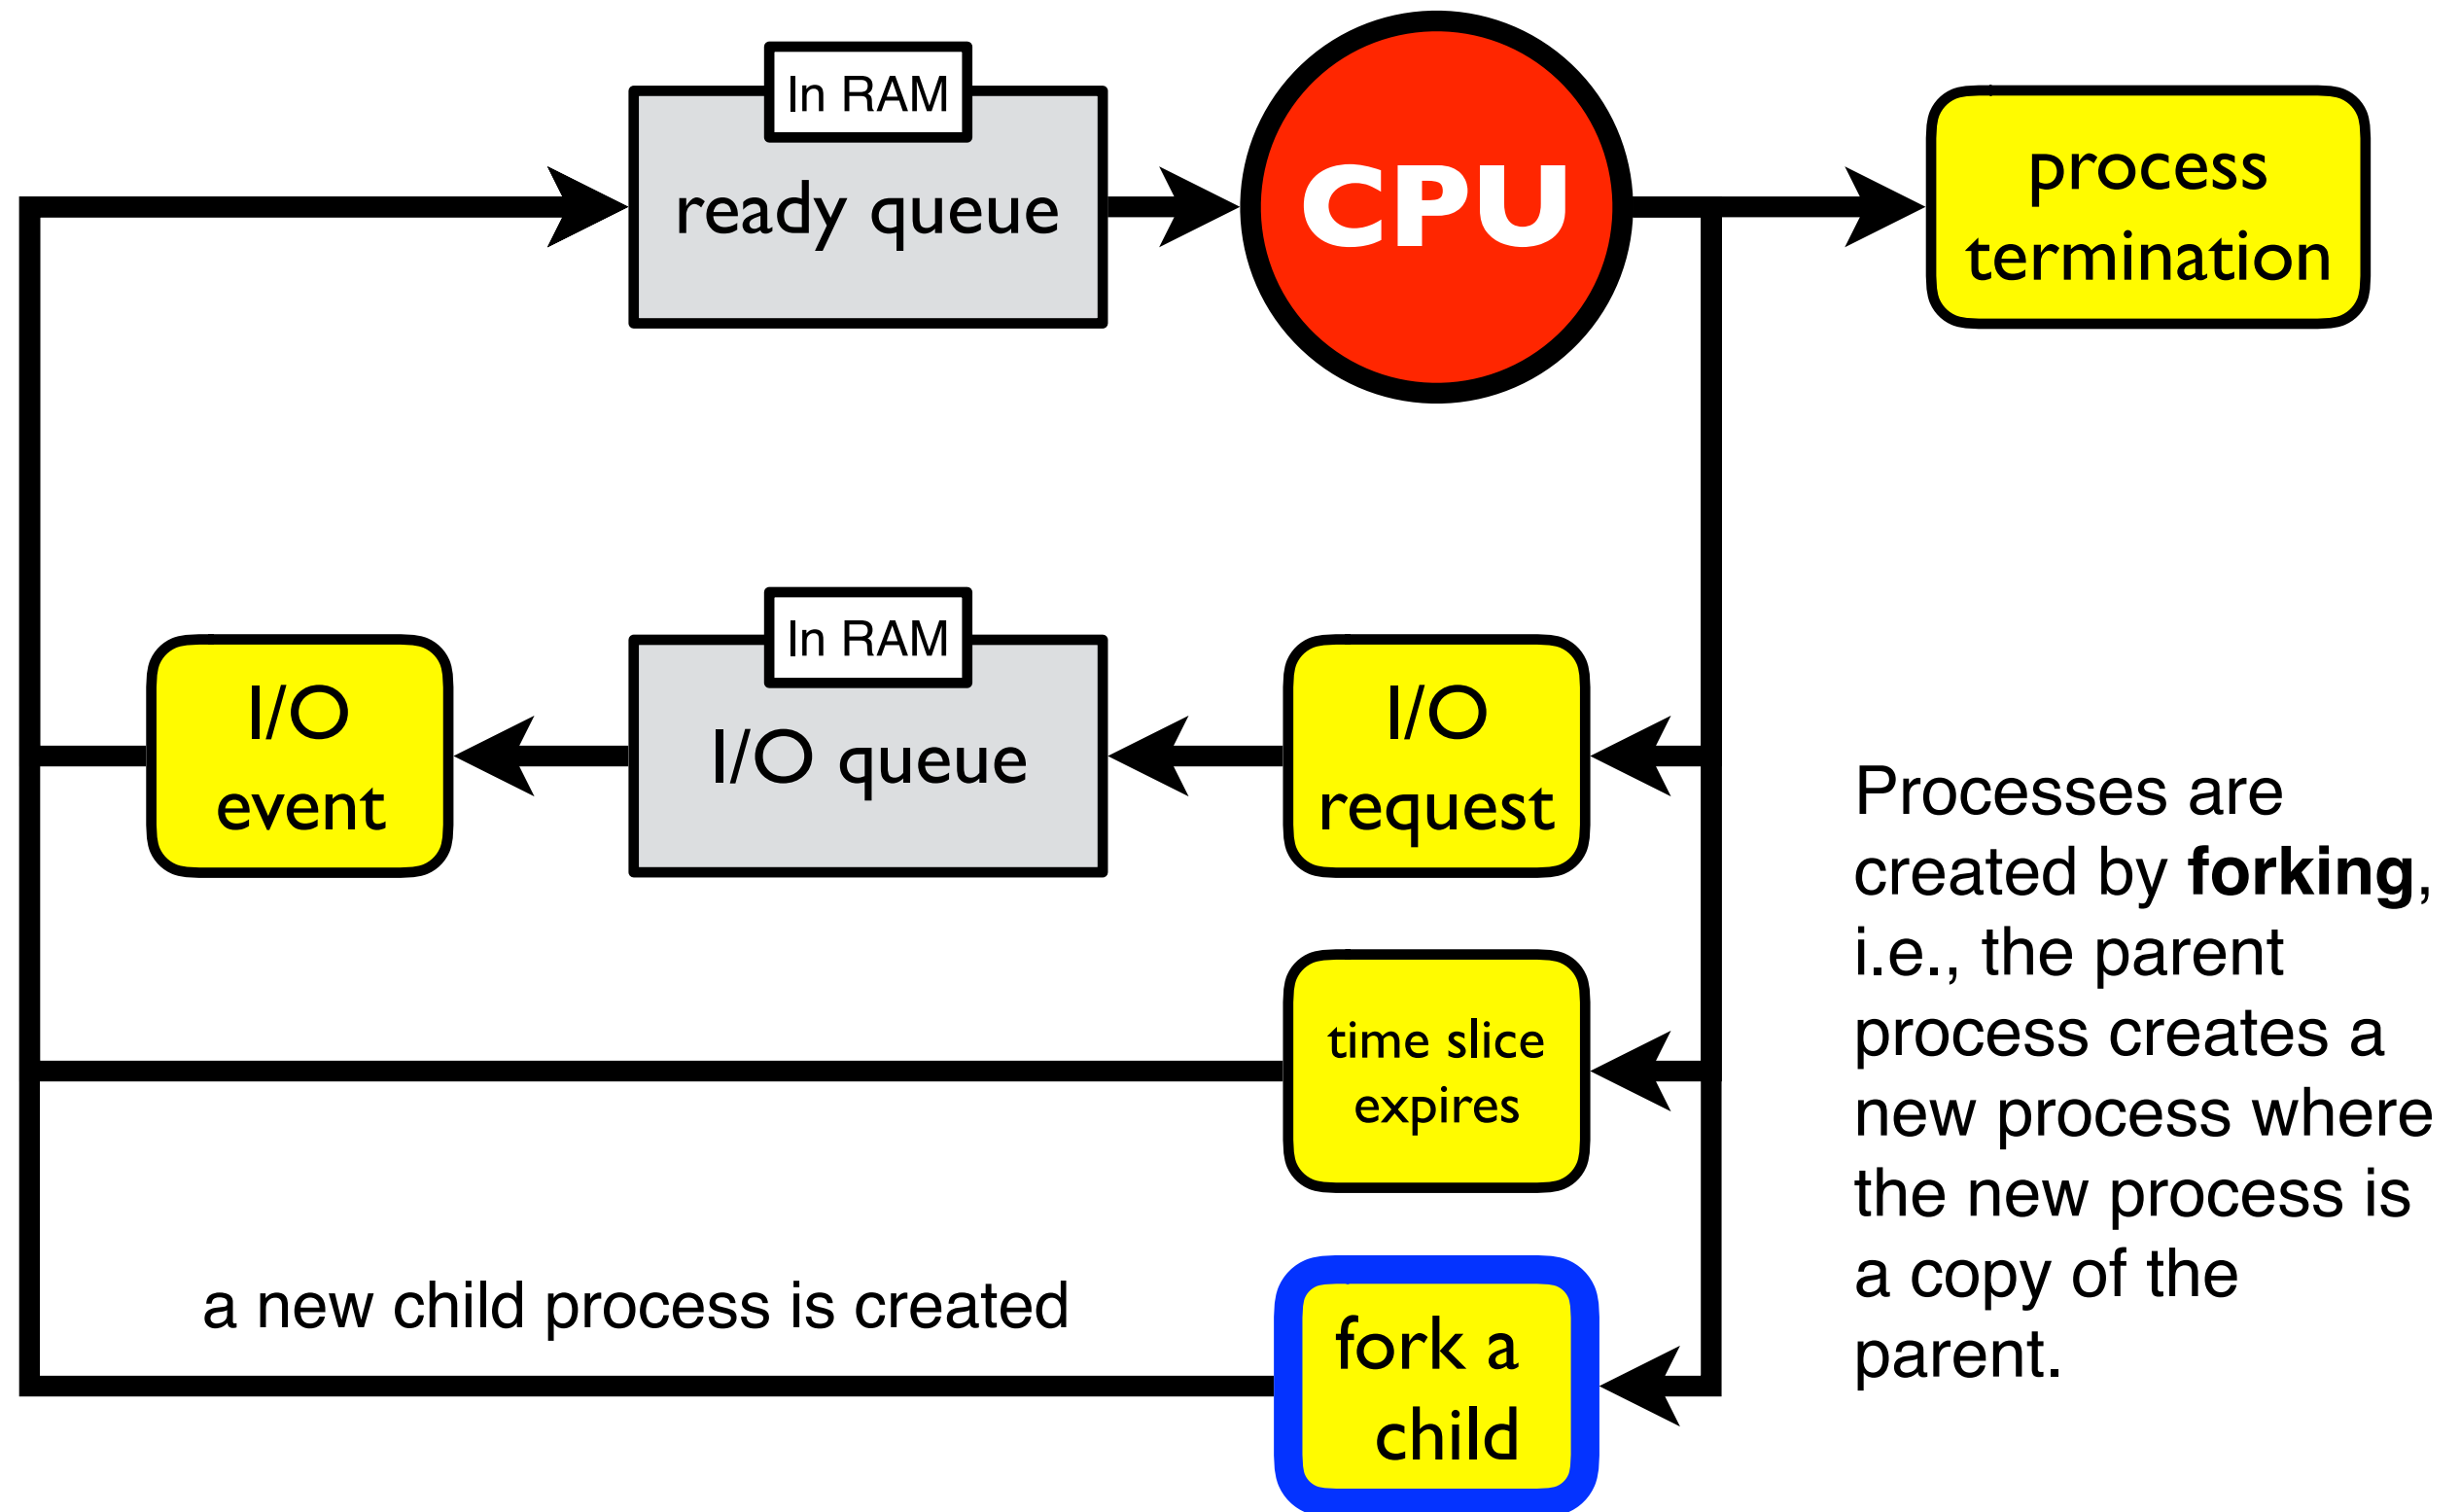 In RAM
ready queue
CPU
process
termination
In RAM
I/O
event
I/O queue
I/O
request
time slice
expires
a new child process is created
fork a
child
Processes are
created by forking,
i.e., the parent
process creates a
new process where
the new process is
a copy of the
parent.